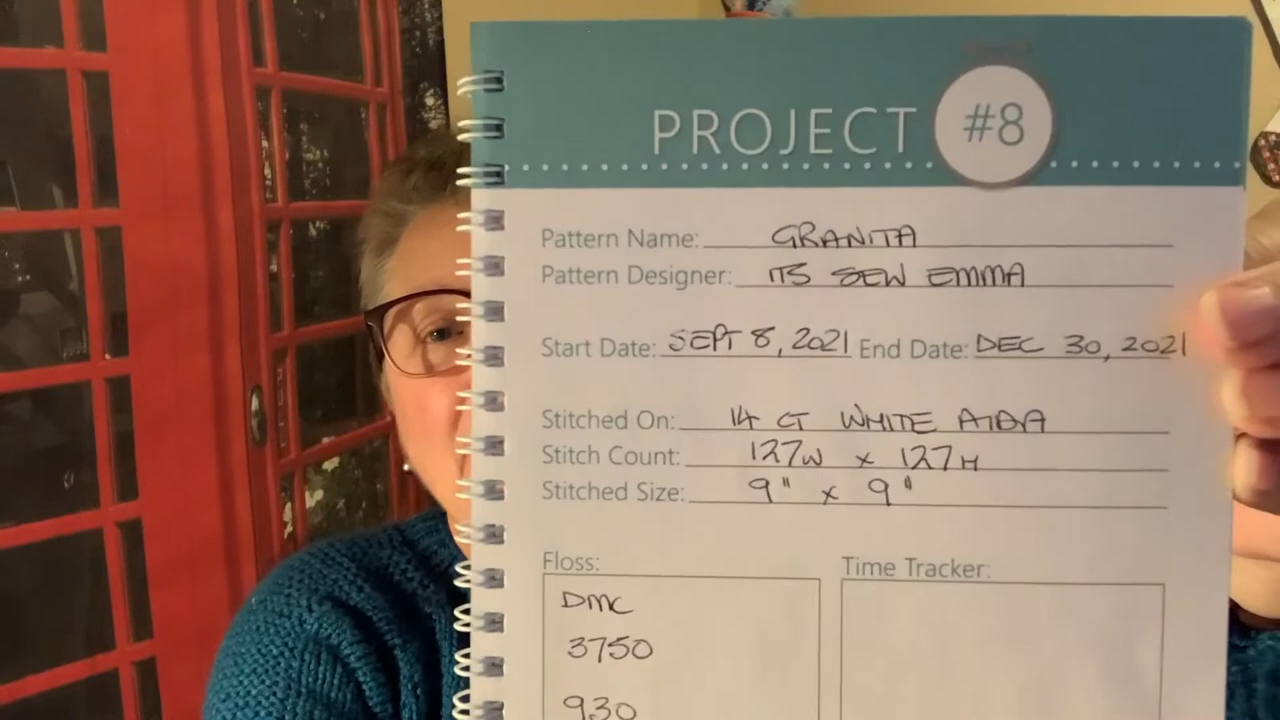 PROJECT #8
Pattern Name: GRANITA
Pattern Designer: ITS SEW EMMA
Start Date: SEPT 8, 2021 End Date: DEC 30, 2021
Stitched On: 14 CT WHITE AIDA
Stitch Count: 127W x 127H
Stitched Size: 9" x 9"
Floss:
Time Tracker:
DMC
3750
930